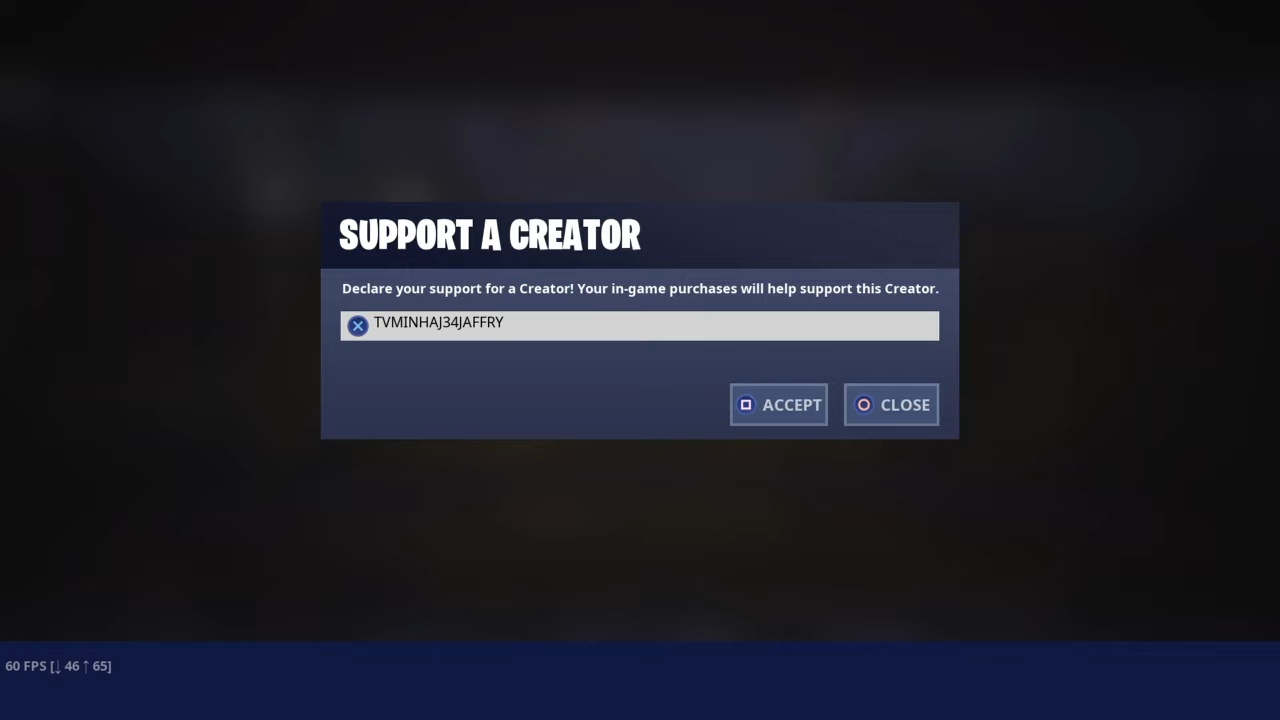 SUPPORT A CREATOR
Declare your support for a Creator! Your in-game purchases will help support this Creator.
TVMINHAJ34JAFFRY
ACCEPT CLOSE
60 FPS [↓ 46 ↑ 65]